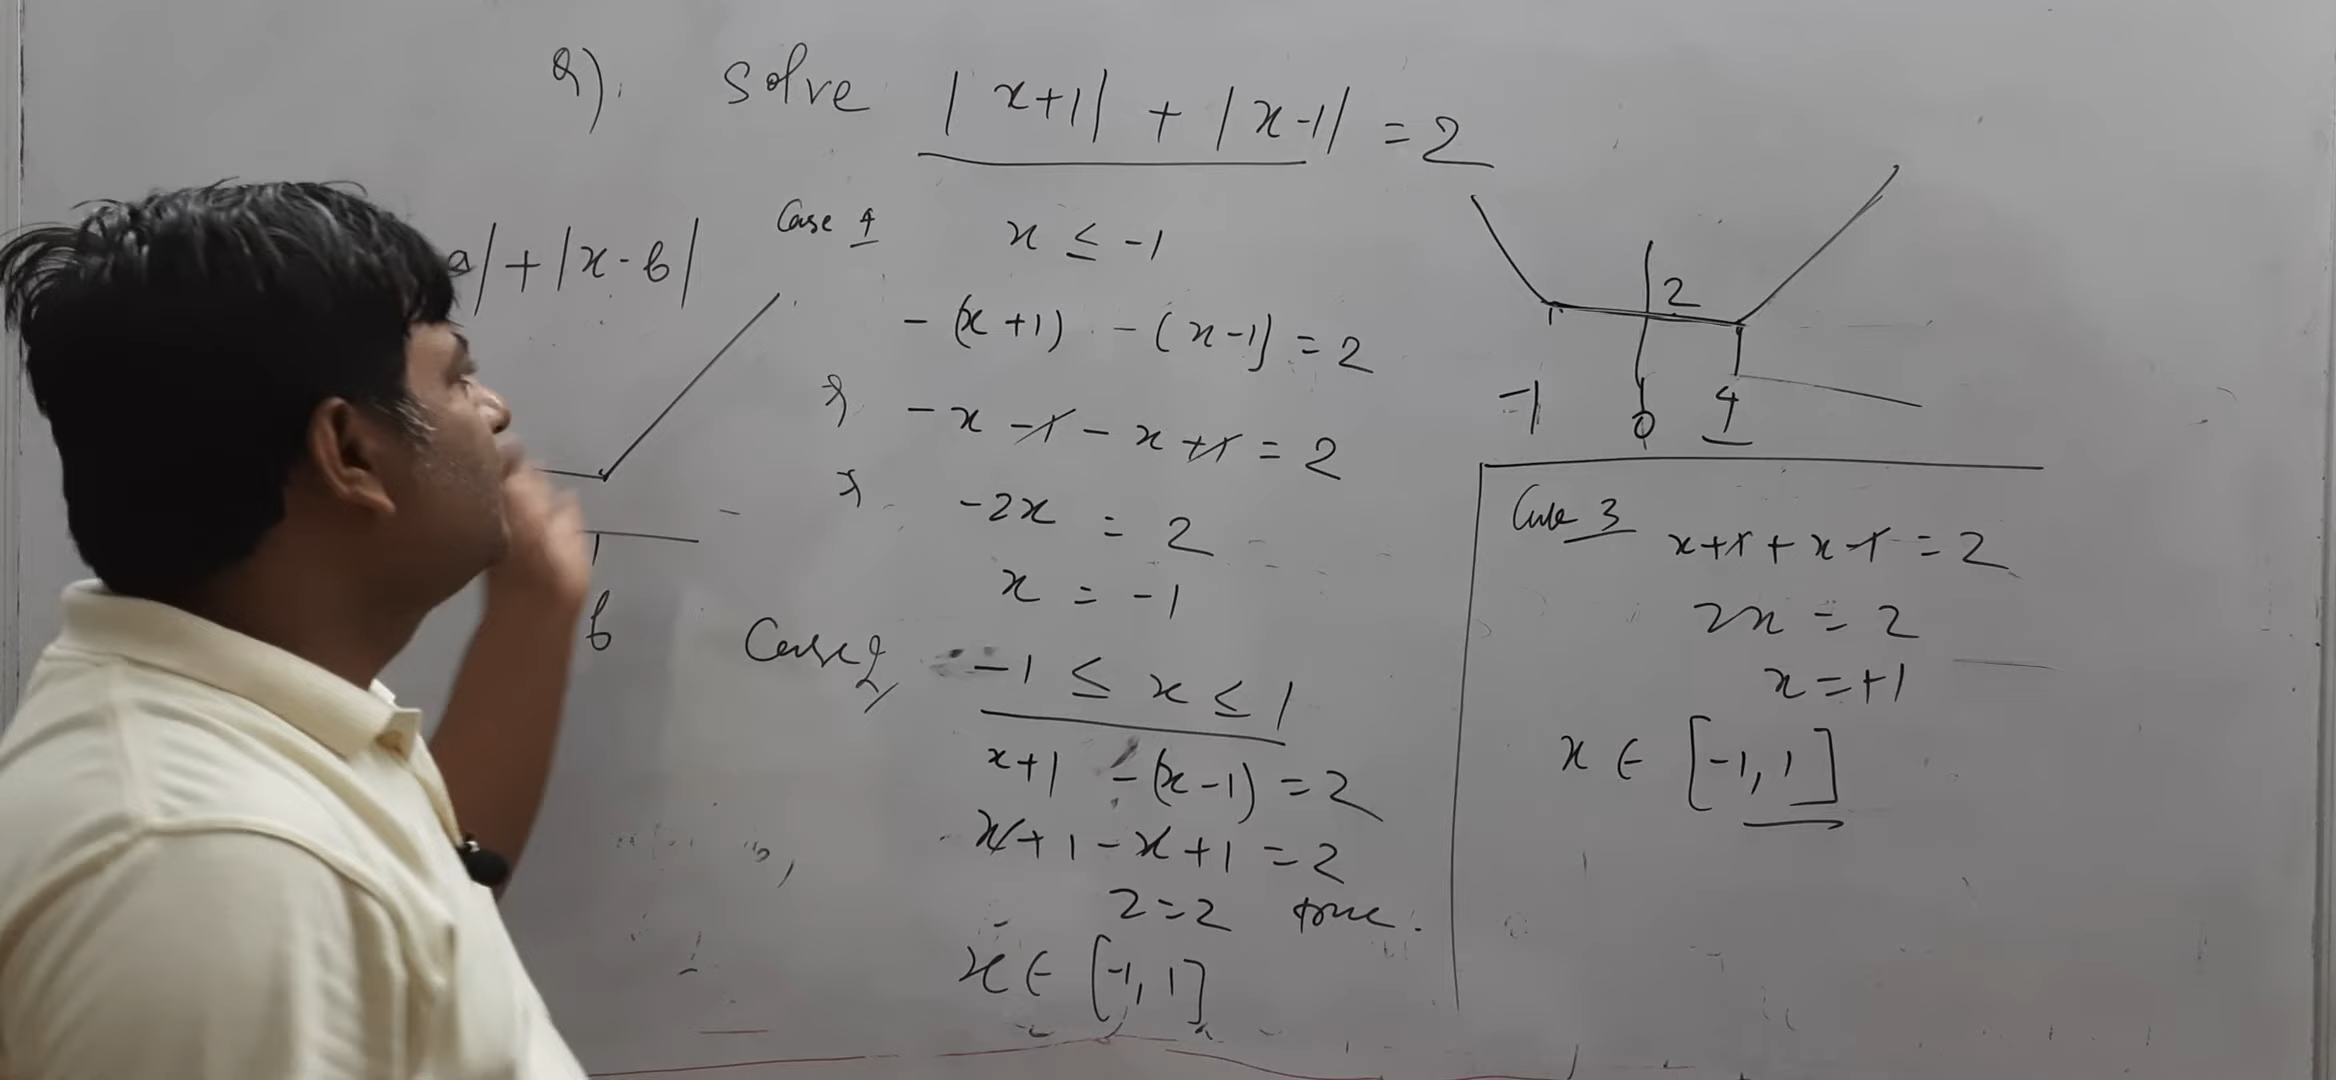 Q). Solve |x+1| + |x-1| = 2
a| + |x-b|
b
Case 1 x ≤ -1
-(x+1) -(x-1) = 2
-x -1 - x +1 = 2
-2x = 2
x = -1
Case 2 -1 ≤ x ≤ 1
x+1 -(x-1) = 2
x+1-x+1 = 2
2=2 true.
x ∈ [-1, 1]
2
-1 0 1
Case 3 x+1+x-1 = 2
2x = 2
x = +1
x ∈ [-1, 1]